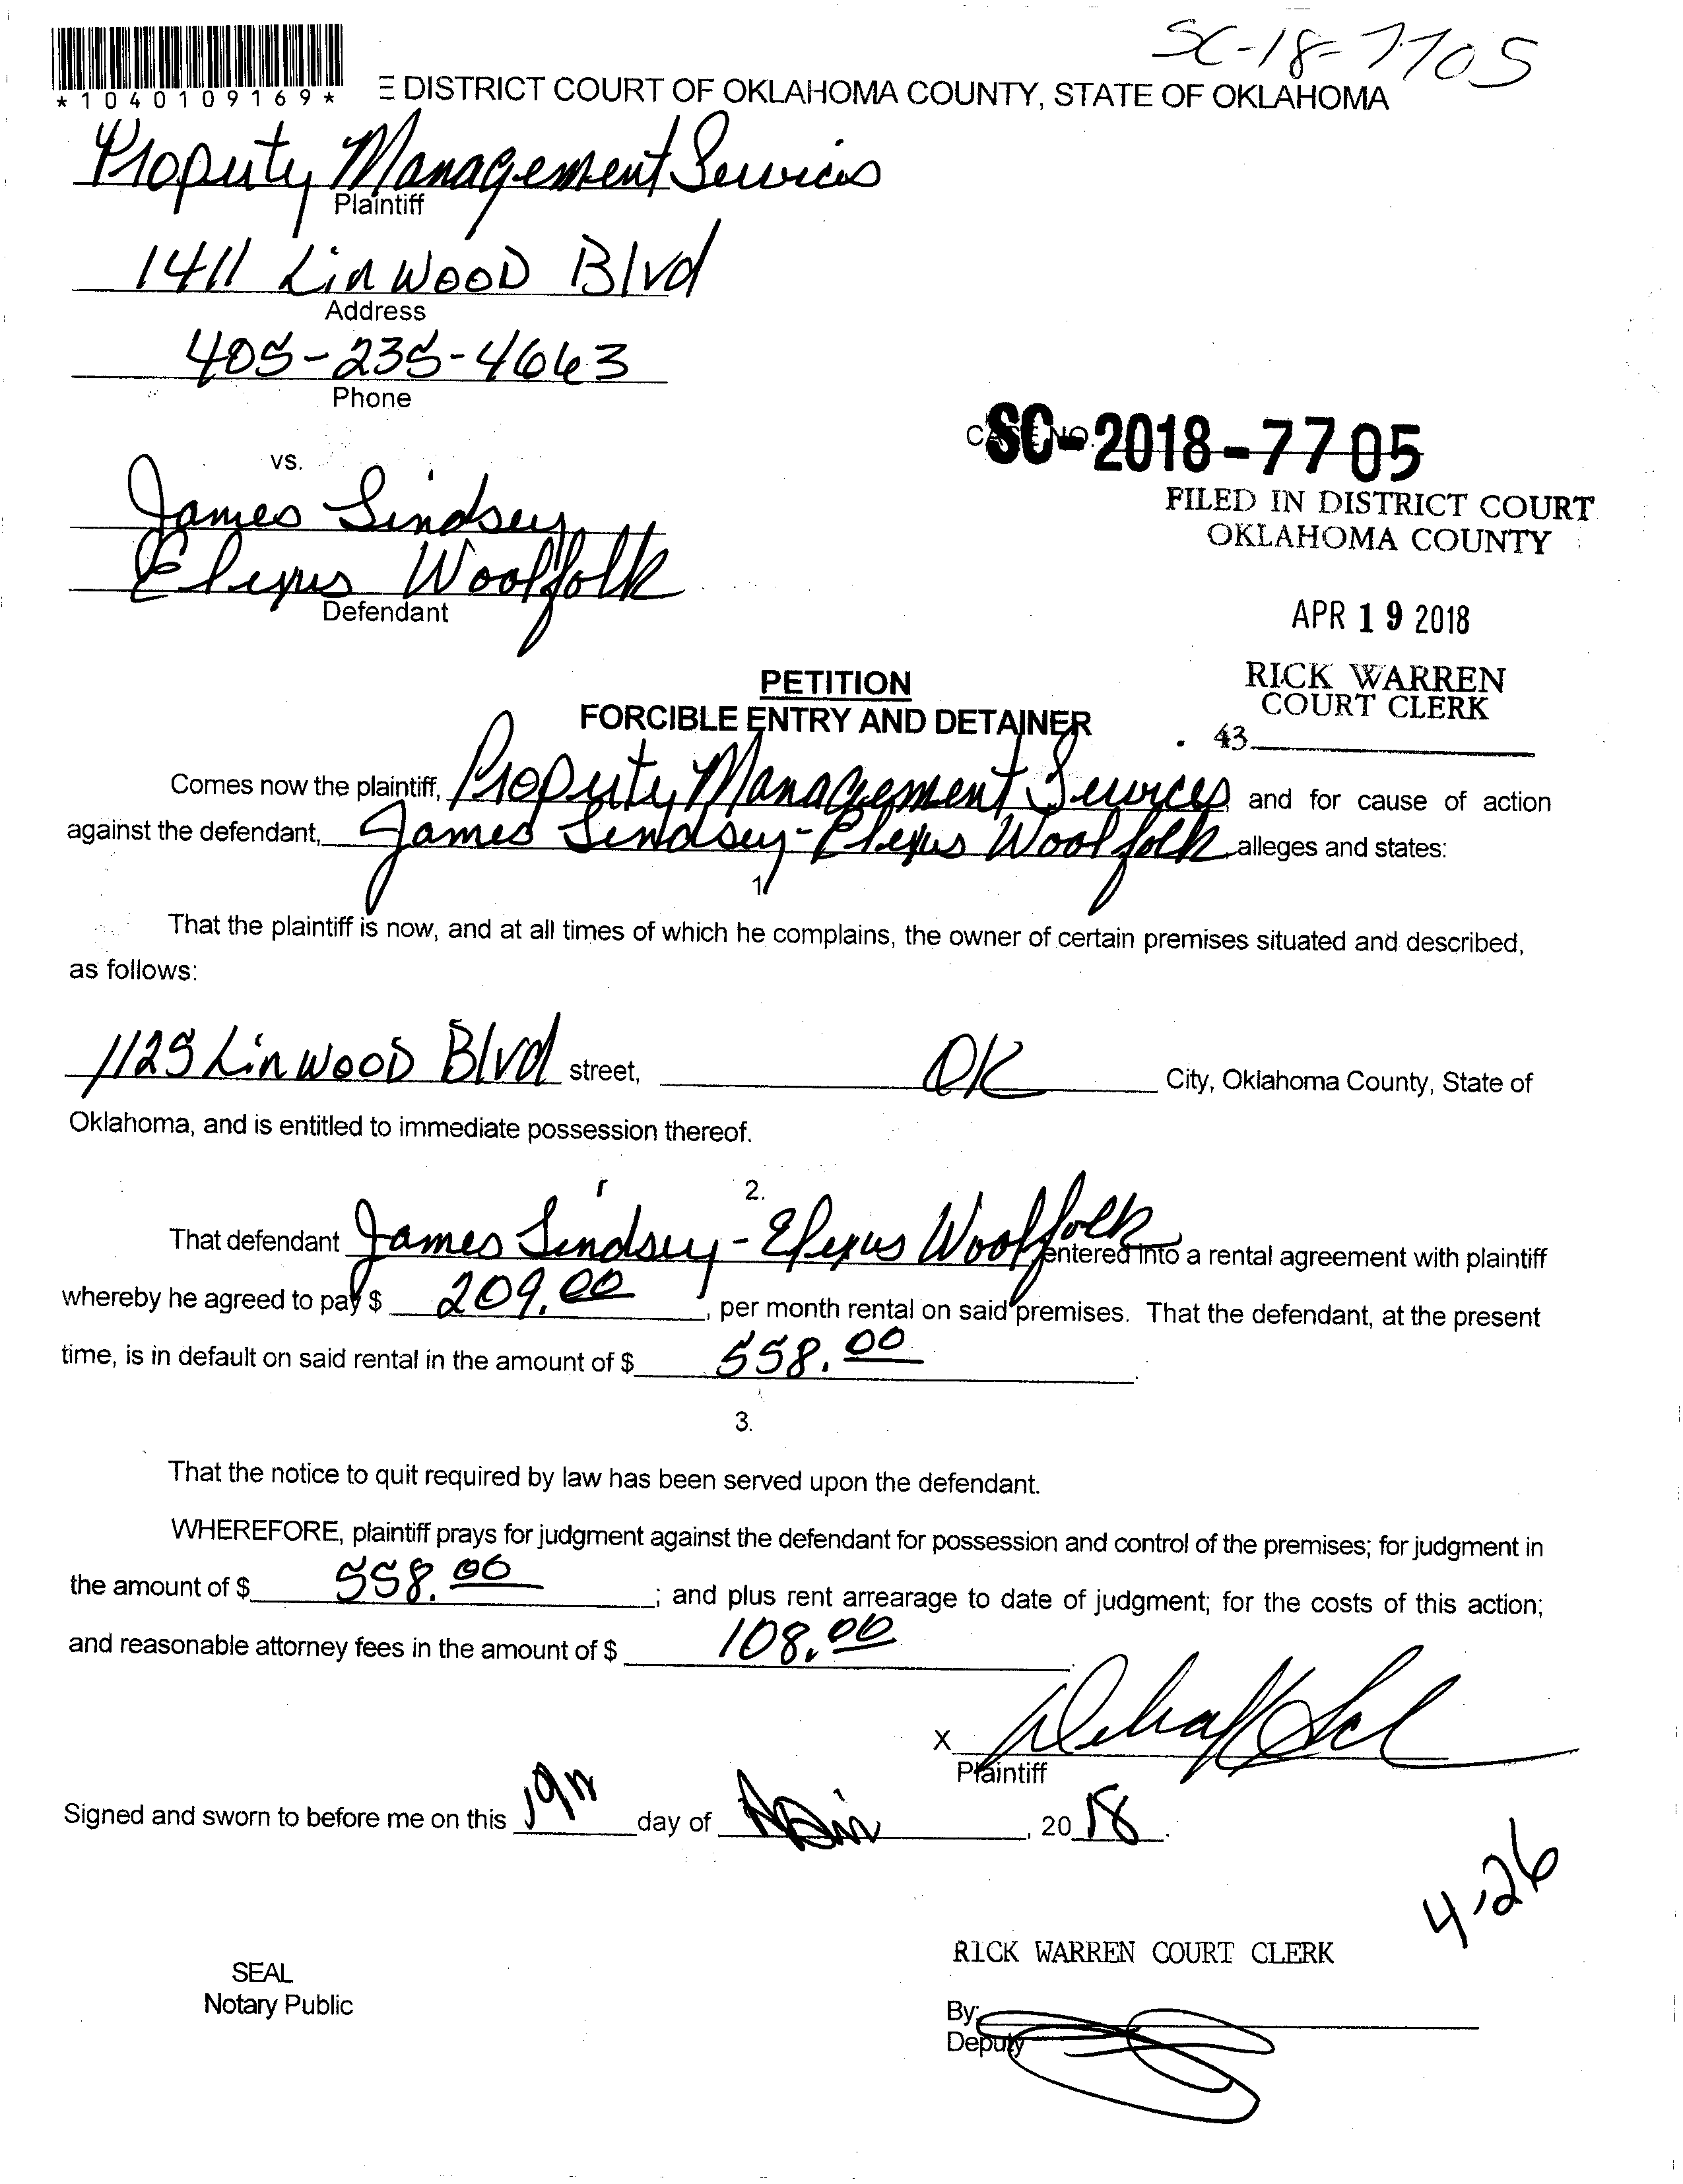 SC-18-7705
*1040109169*
E DISTRICT COURT OF OKLAHOMA COUNTY, STATE OF OKLAHOMA
Property Management Services
Plaintiff
1411 Linwood Blvd
Address
405-235-4663
Phone
CASE NO. SC-2018-7705
FILED IN DISTRICT COURT
OKLAHOMA COUNTY
vs.
James Lindsey
Elexus Woolfolk
Defendant
APR 19 2018
RICK WARREN
COURT CLERK
43
PETITION
FORCIBLE ENTRY AND DETAINER
Comes now the plaintiff, Property Management Services and for cause of action
against the defendant, James Lindsey-Elexus Woolfolk alleges and states:
1
That the plaintiff is now, and at all times of which he complains, the owner of certain premises situated and described,
as follows:
1125 Linwood Blvd street, OK City, Oklahoma County, State of
Oklahoma, and is entitled to immediate possession thereof.
2.
That defendant James Lindsey-Elexus Woolfolk entered into a rental agreement with plaintiff
whereby he agreed to pay $ 209.00, per month rental on said premises. That the defendant, at the present
time, is in default on said rental in the amount of $ 558.00.
3.
That the notice to quit required by law has been served upon the defendant.
WHEREFORE, plaintiff prays for judgment against the defendant for possession and control of the premises; for judgment in
the amount of $ 558.00; and plus rent arrearage to date of judgment; for the costs of this action;
and reasonable attorney fees in the amount of $ 108.00.
X
Plaintiff
Signed and sworn to before me on this 19th day of , 2018.
4-26
RICK WARREN COURT CLERK
SEAL
Notary Public
By:
Deputy